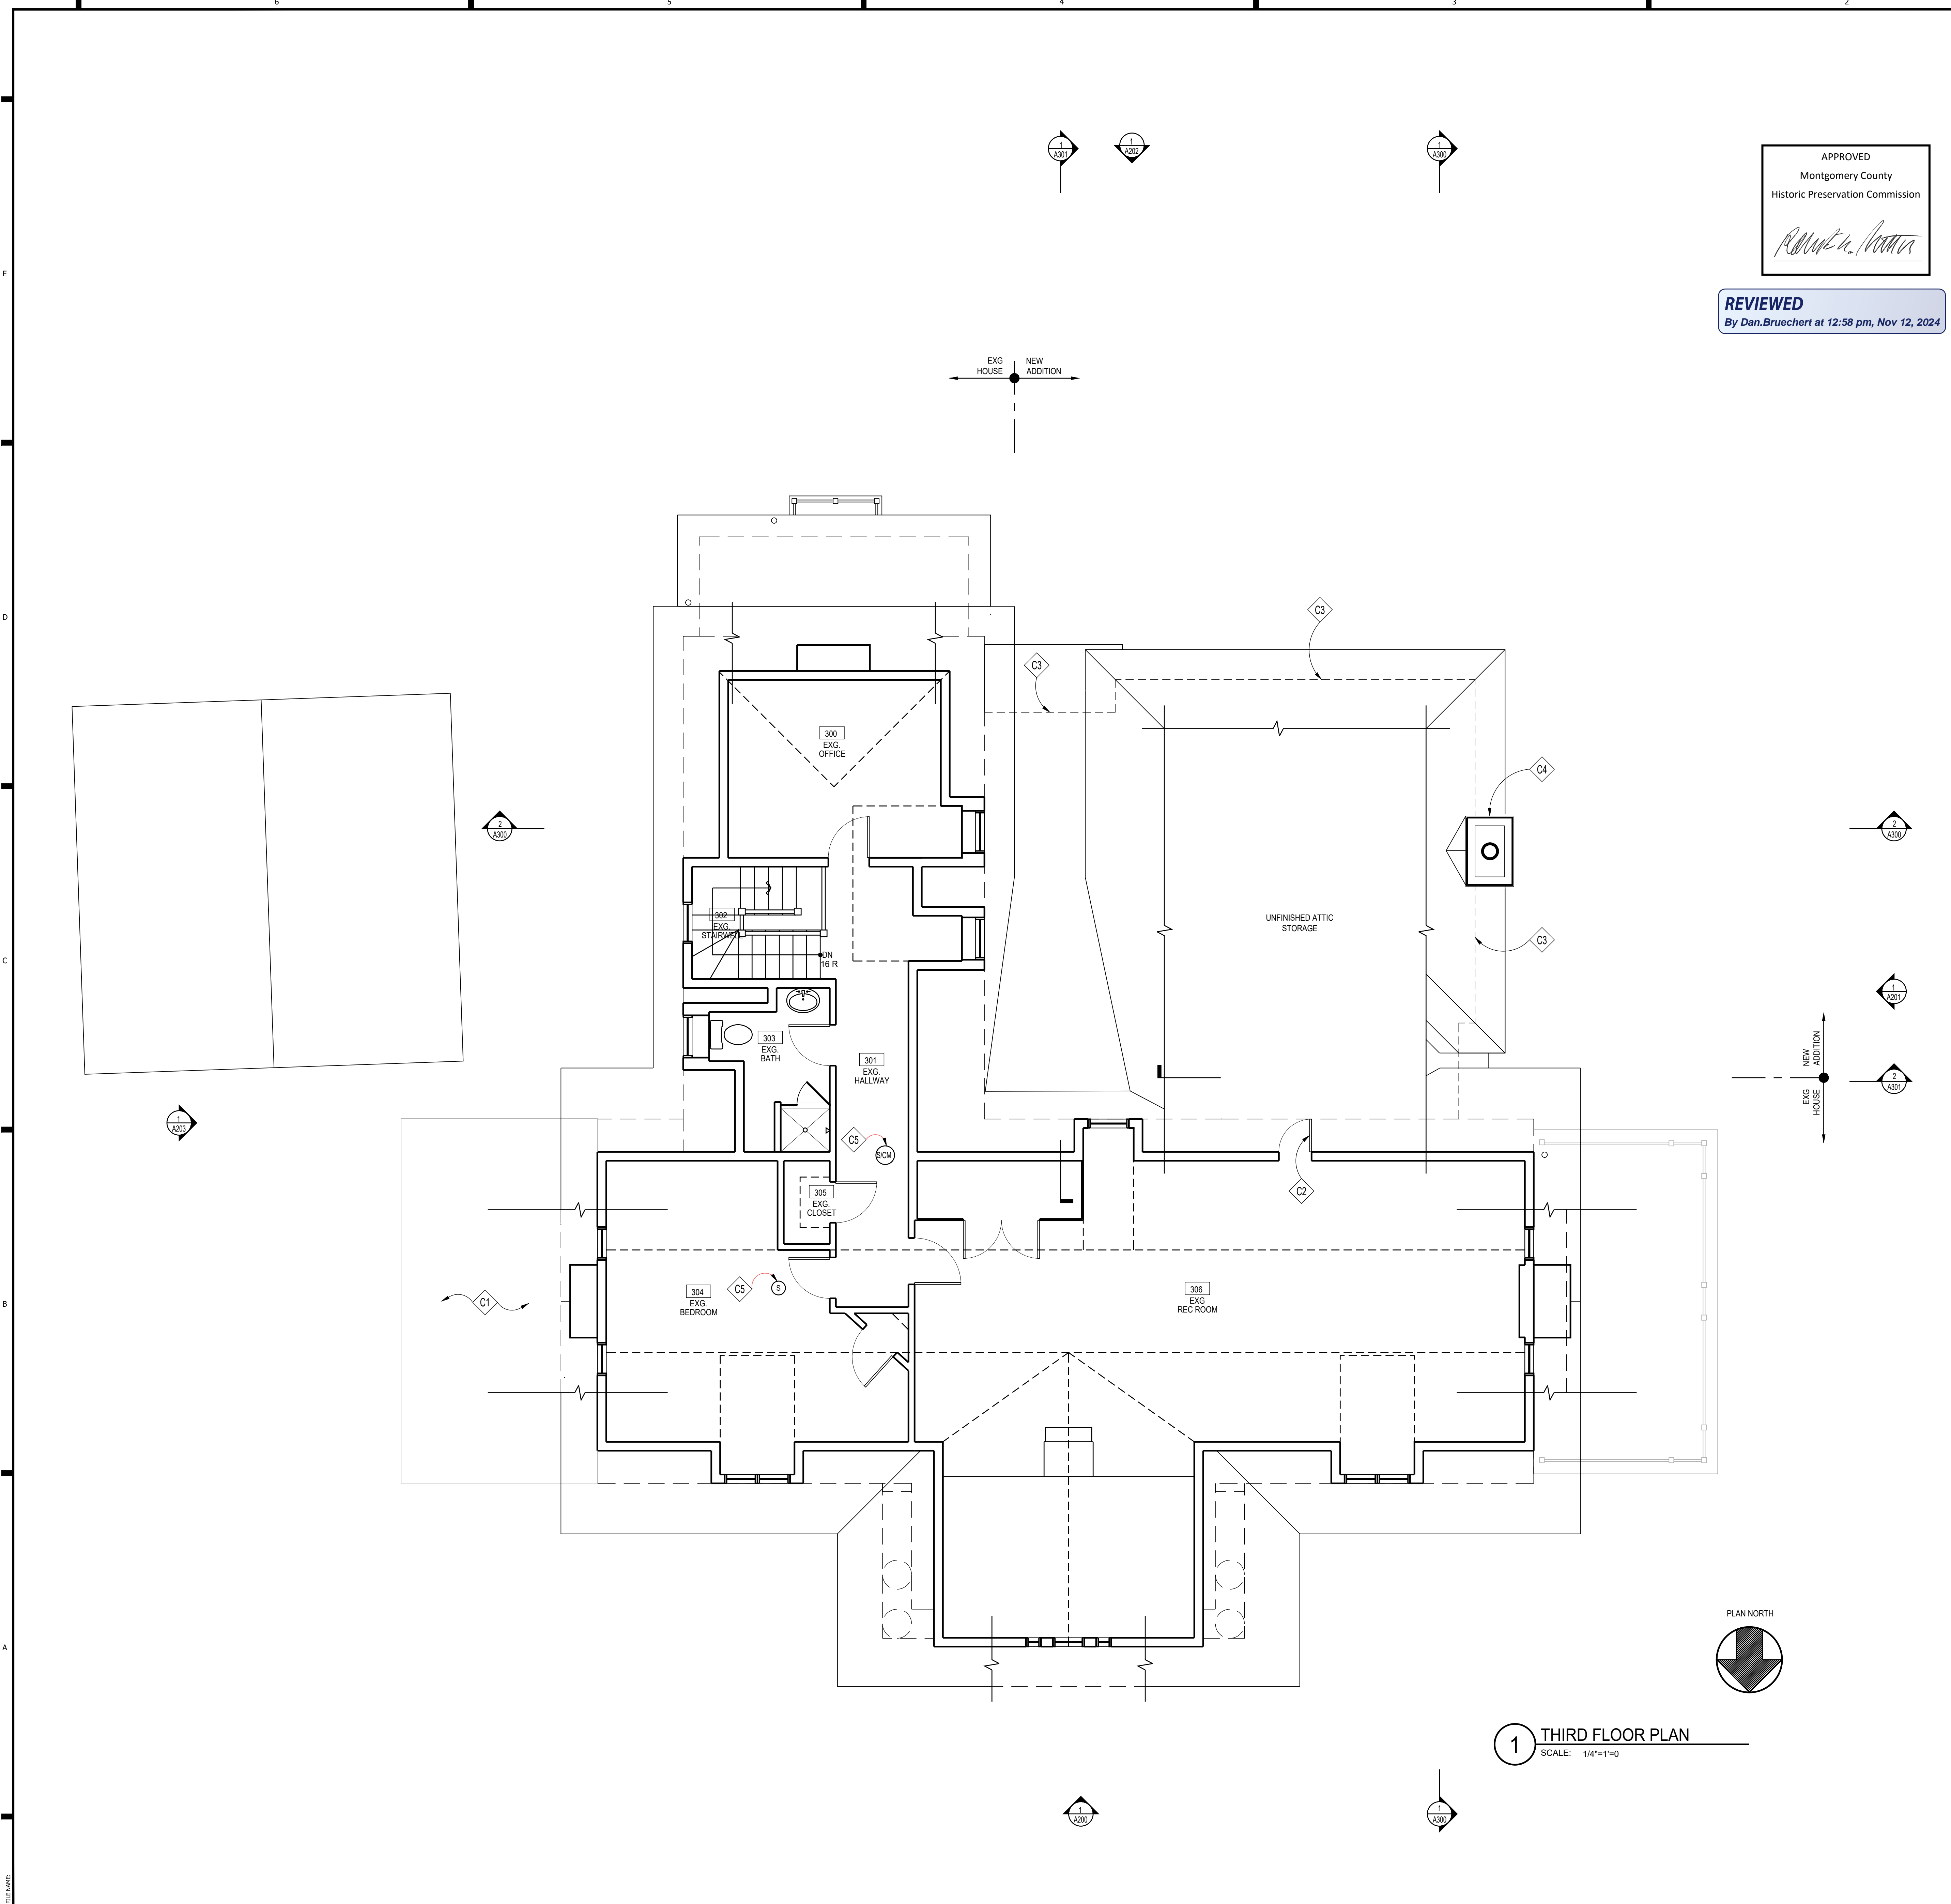 6
5
4
3
2
1
A301
1
A202
1
A300
APPROVED
Montgomery County
Historic Preservation Commission
REVIEWED
By Dan.Bruechert at 12:58 pm, Nov 12, 2024
E
EXG
HOUSE
NEW
ADDITION
D
C3
C3
300
EXG.
OFFICE
C4
2
A300
2
A300
302
EXG.
STAIRWELL
UNFINISHED ATTIC
STORAGE
C3
DN
16 R
C
1
A201
303
EXG.
BATH
301
EXG.
HALLWAY
NEW
ADDITION
EXG
HOUSE
2
A301
1
A203
C5
S/CM
305
EXG.
CLOSET
C2
C1
304
EXG.
BEDROOM
C5
S
306
EXG
REC ROOM
B
PLAN NORTH
A
1
THIRD FLOOR PLAN
SCALE: 1/4"=1'=0
1
A200
1
A300
FILE NAME: